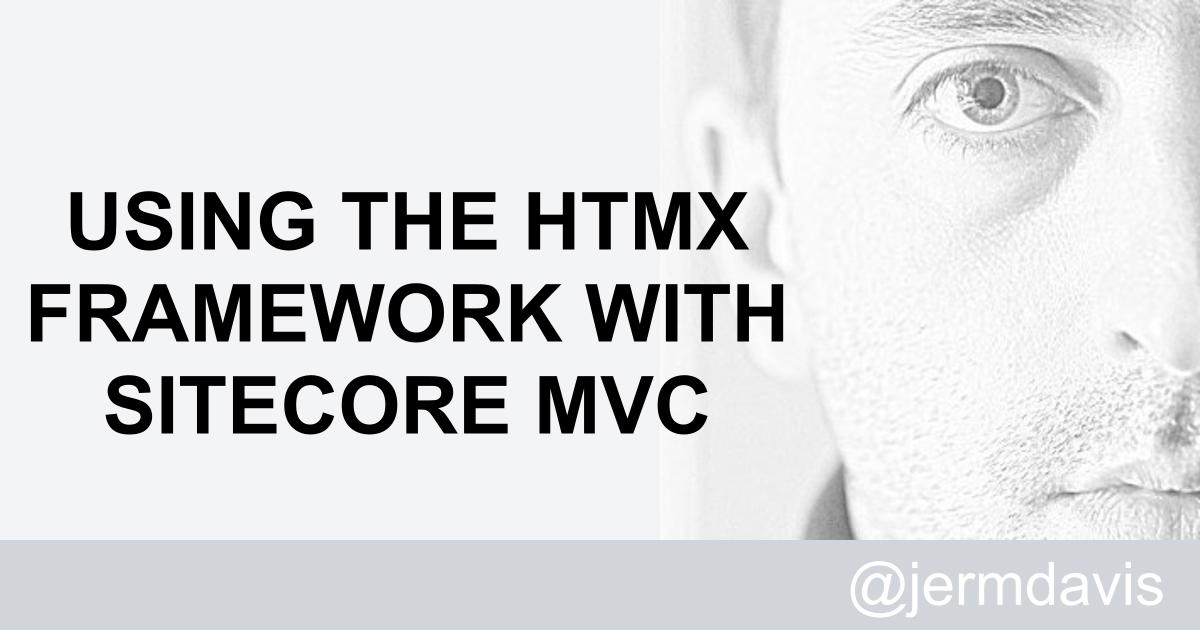 USING THE HTMX
FRAMEWORK WITH
SITECORE MVC
@jermdavis